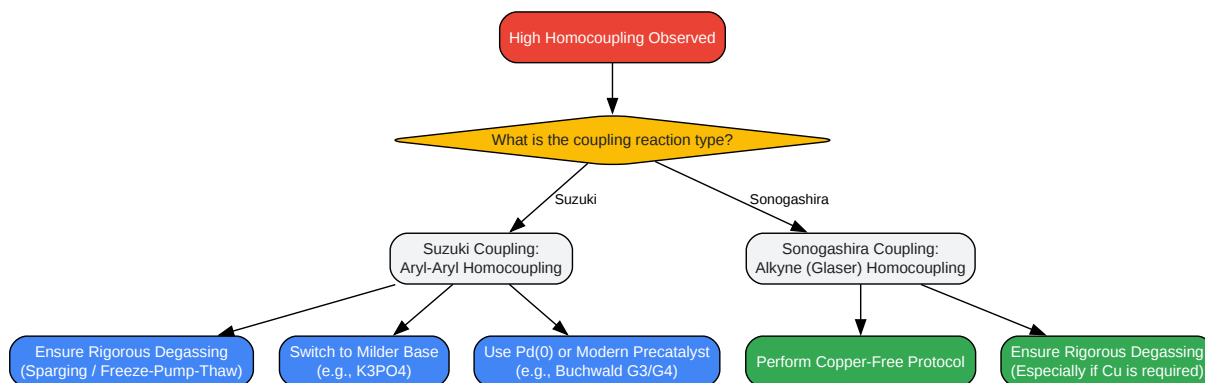 High Homocoupling Observed
What is the coupling reaction type?
Suzuki
Sonogashira
Suzuki Coupling:
Aryl-Aryl Homocoupling
Sonogashira Coupling:
Alkyne (Glaser) Homocoupling
Ensure Rigorous Degassing
(Sparging / Freeze-Pump-Thaw)
Switch to Milder Base
(e.g., K3PO4)
Use Pd(0) or Modern Precatalyst
(e.g., Buchwald G3/G4)
Perform Copper-Free Protocol
Ensure Rigorous Degassing
(Especially if Cu is required)